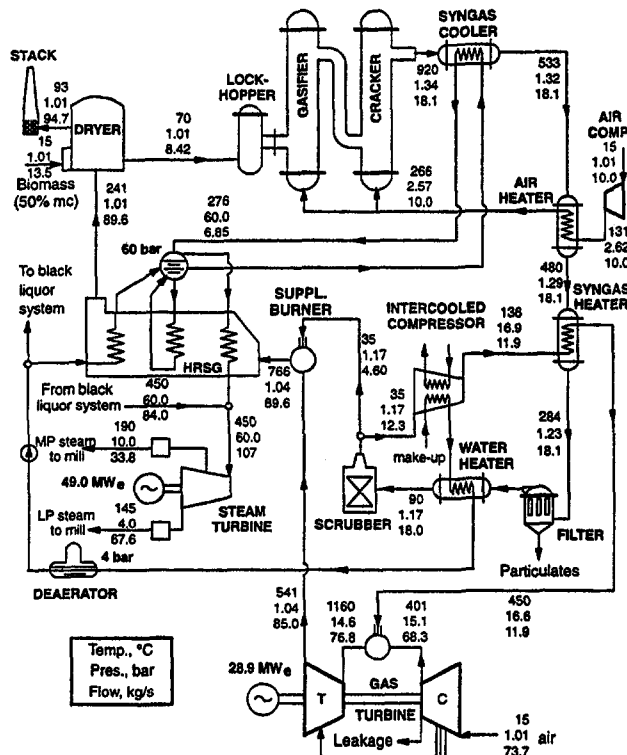 SYNGAS
COOLER
STACK
93
1.01
94.7
DRYER
15
1.01
13.5
Biomass
(50% mc)
70
1.01
8.42
LOCK-
HOPPER
GASIFIER
CRACKER
920
1.34
18.1
533
1.32
18.1
AIR
COMP
15
1.01
10.0
266
2.57
10.0
AIR
HEATER
131
2.62
10.0
241
1.01
89.6
276
60.0
6.85
60 bar
480
1.29
18.1
SYNGAS
HEATER
To black
liquor
system
SUPPL.
BURNER
INTERCOOLED
COMPRESSOR
136
16.9
11.9
35
1.17
4.60
HRSG
766
1.04
89.6
35
1.17
12.3
284
1.23
18.1
From black
liquor system
450
60.0
84.0
450
60.0
107
make-up
WATER
HEATER
MP steam
to mill
190
10.0
33.8
49.0 MWe
STEAM
TURBINE
SCRUBBER
90
1.17
18.0
FILTER
LP steam
to mill
145
4.0
67.6
4 bar
DEAERATOR
Particulates
541
1.04
85.0
1160
14.6
76.8
401
15.1
68.3
450
16.6
11.9
Temp., °C
Pres., bar
Flow, kg/s
28.9 MWe
T
GAS
TURBINE
C
Leakage
15
1.01
73.7
air